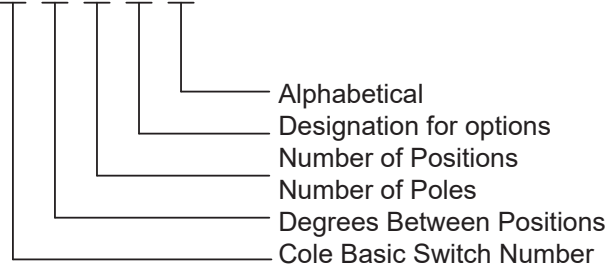 Alphabetical
Designation for options
Number of Positions
Number of Poles
Degrees Between Positions
Cole Basic Switch Number